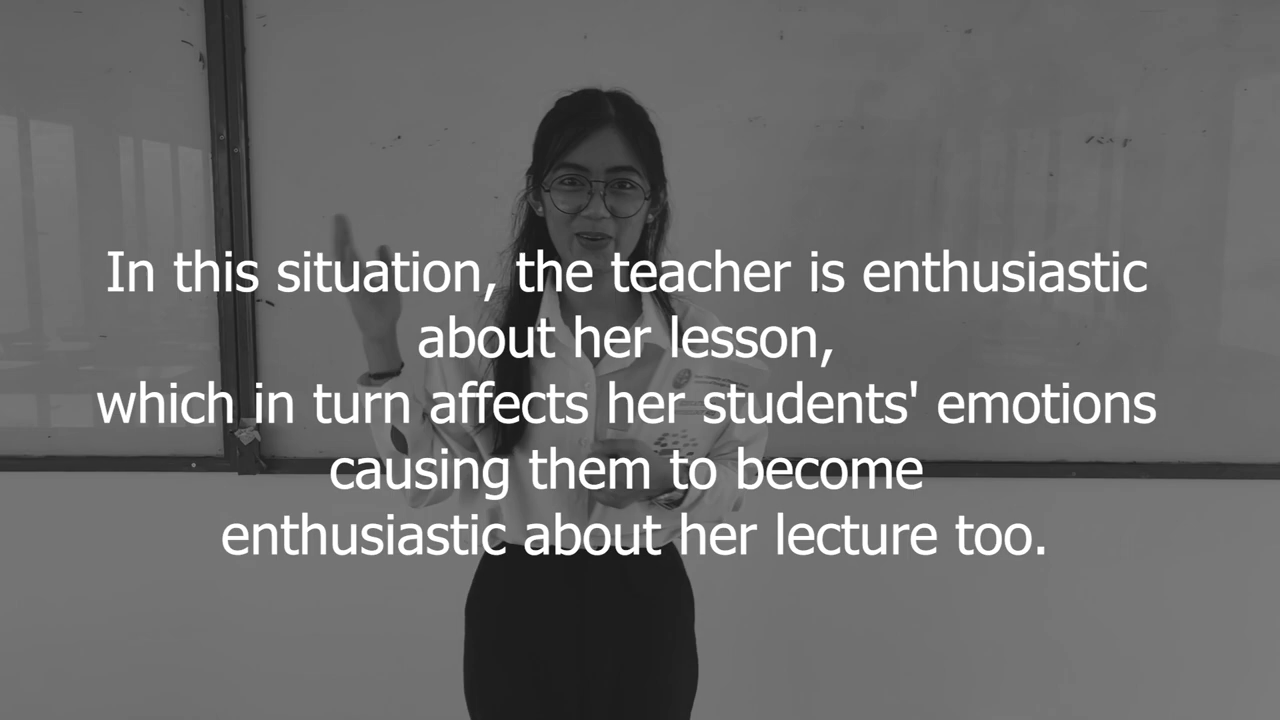 In this situation, the teacher is enthusiastic
about her lesson,
which in turn affects her students' emotions
causing them to become
enthusiastic about her lecture too.